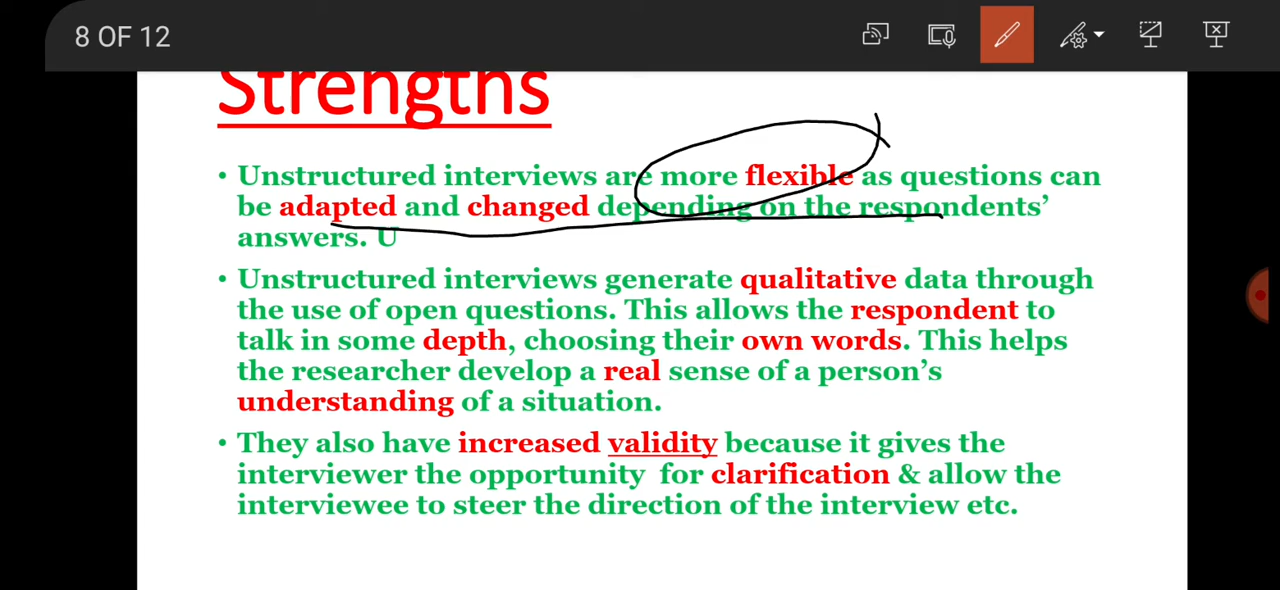 8 OF 12
Strengths
• Unstructured interviews are more flexible as questions can
be adapted and changed depending on the respondents’
answers. U
• Unstructured interviews generate qualitative data through
the use of open questions. This allows the respondent to
talk in some depth, choosing their own words. This helps
the researcher develop a real sense of a person’s
understanding of a situation.
• They also have increased validity because it gives the
interviewer the opportunity for clarification & allow the
interviewee to steer the direction of the interview etc.